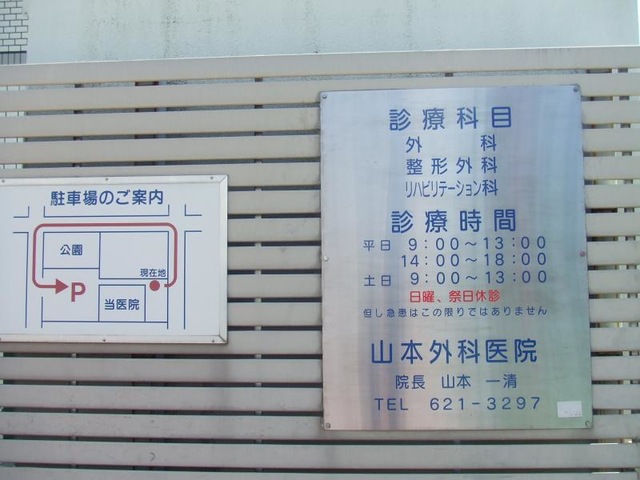 駐車場のご案内
公園
現在地
P
当医院
診療科目
外 科
整形外科
リハビリテーション科
診療時間
平日 9:00～13:00
14:00～18:00
土日 9:00～13:00
日曜、祭日休診
但し急患はこの限りではありません
山本外科医院
院長 山本 一清
TEL 621-3297